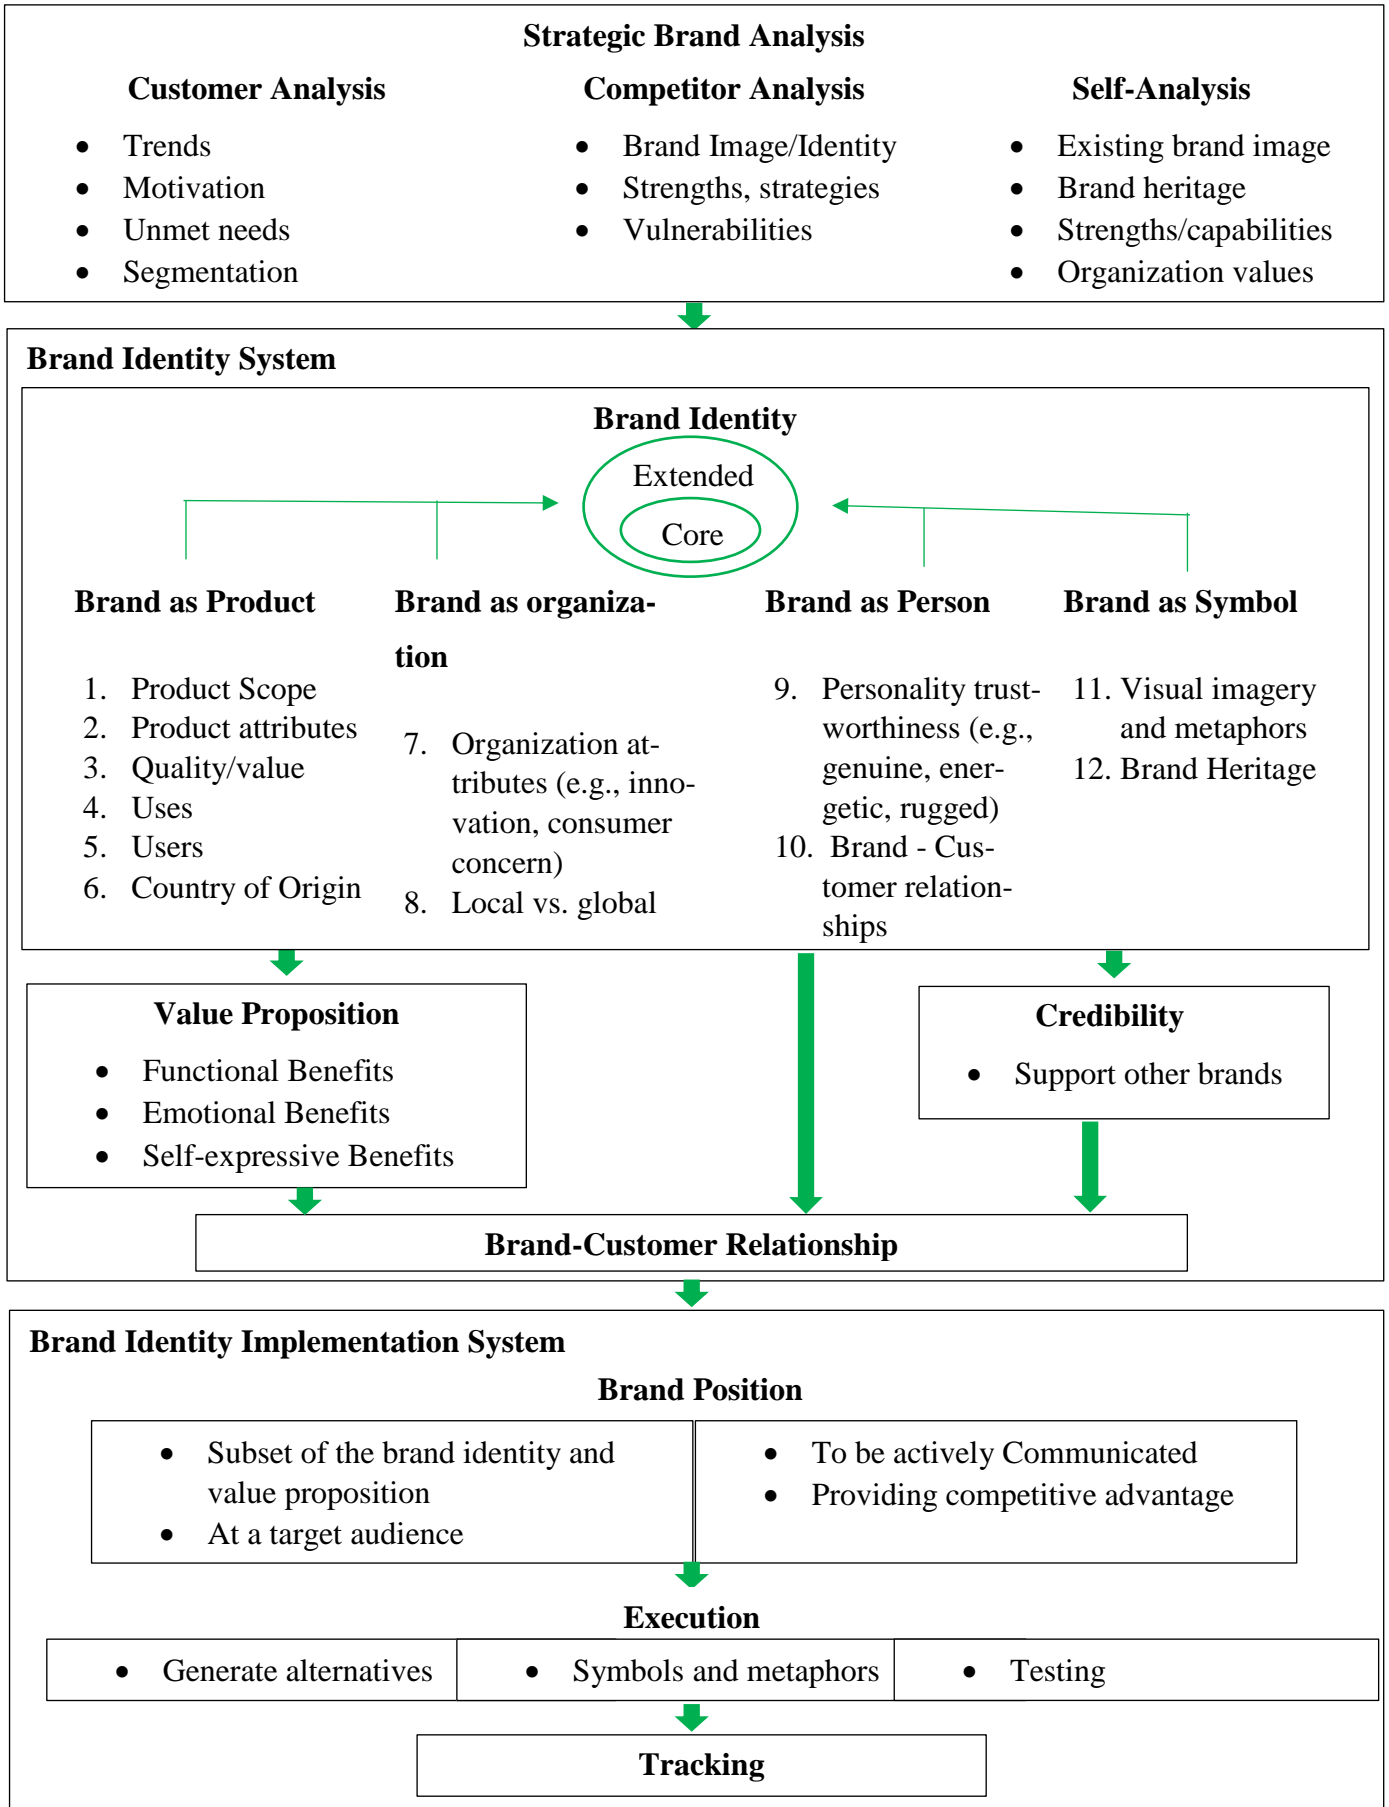 Strategic Brand Analysis
Customer Analysis
• Trends
• Motivation
• Unmet needs
• Segmentation
Competitor Analysis
• Brand Image/Identity
• Strengths, strategies
• Vulnerabilities
Self-Analysis
• Existing brand image
• Brand heritage
• Strengths/capabilities
• Organization values
Brand Identity System
Brand Identity
Extended
Core
Brand as Product
1. Product Scope
2. Product attributes
3. Quality/value
4. Uses
5. Users
6. Country of Origin
Brand as organiza-
tion
7. Organization at-
tributes (e.g., inno-
vation, consumer
concern)
8. Local vs. global
Brand as Person
9. Personality trust-
worthiness (e.g.,
genuine, ener-
getic, rugged)
10. Brand - Cus-
tomer relation-
ships
Brand as Symbol
11. Visual imagery
and metaphors
12. Brand Heritage
Value Proposition
• Functional Benefits
• Emotional Benefits
• Self-expressive Benefits
Credibility
• Support other brands
Brand-Customer Relationship
Brand Identity Implementation System
Brand Position
• Subset of the brand identity and
value proposition
• At a target audience
• To be actively Communicated
• Providing competitive advantage
Execution
• Generate alternatives
• Symbols and metaphors
• Testing
Tracking